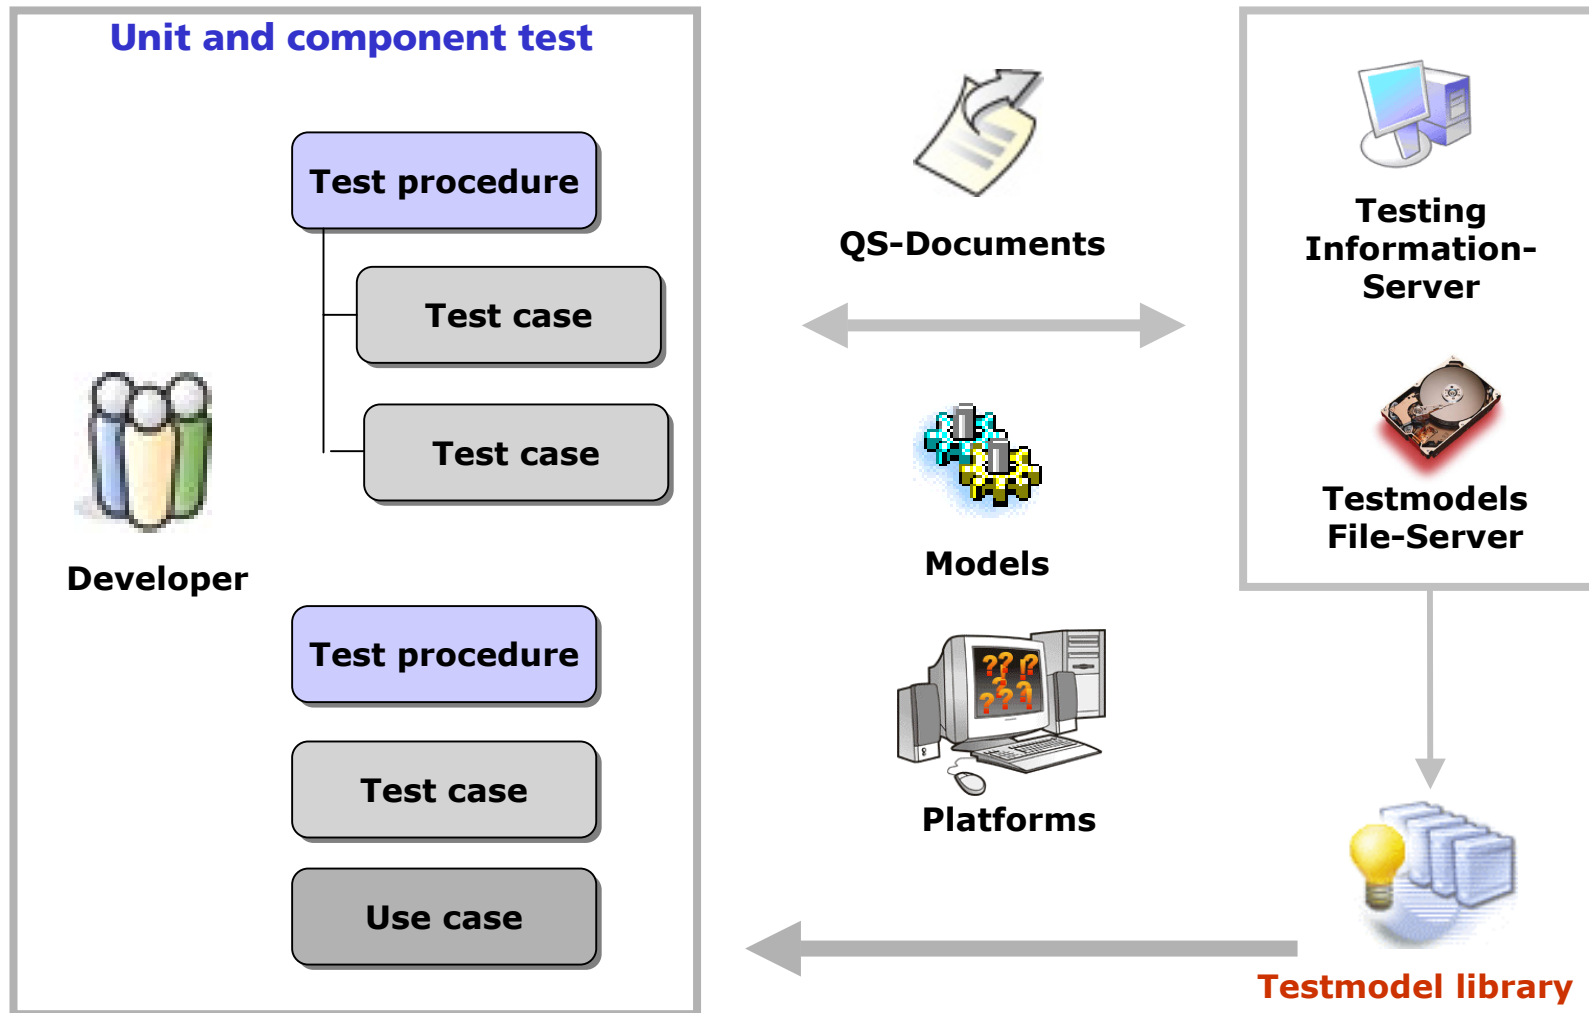 Unit and component test
Test procedure
Test case
Test case
Developer
Test procedure
Test case
Use case
QS-Documents
Models
Platforms
Testing
Information-
Server
Testmodels
File-Server
Testmodel library